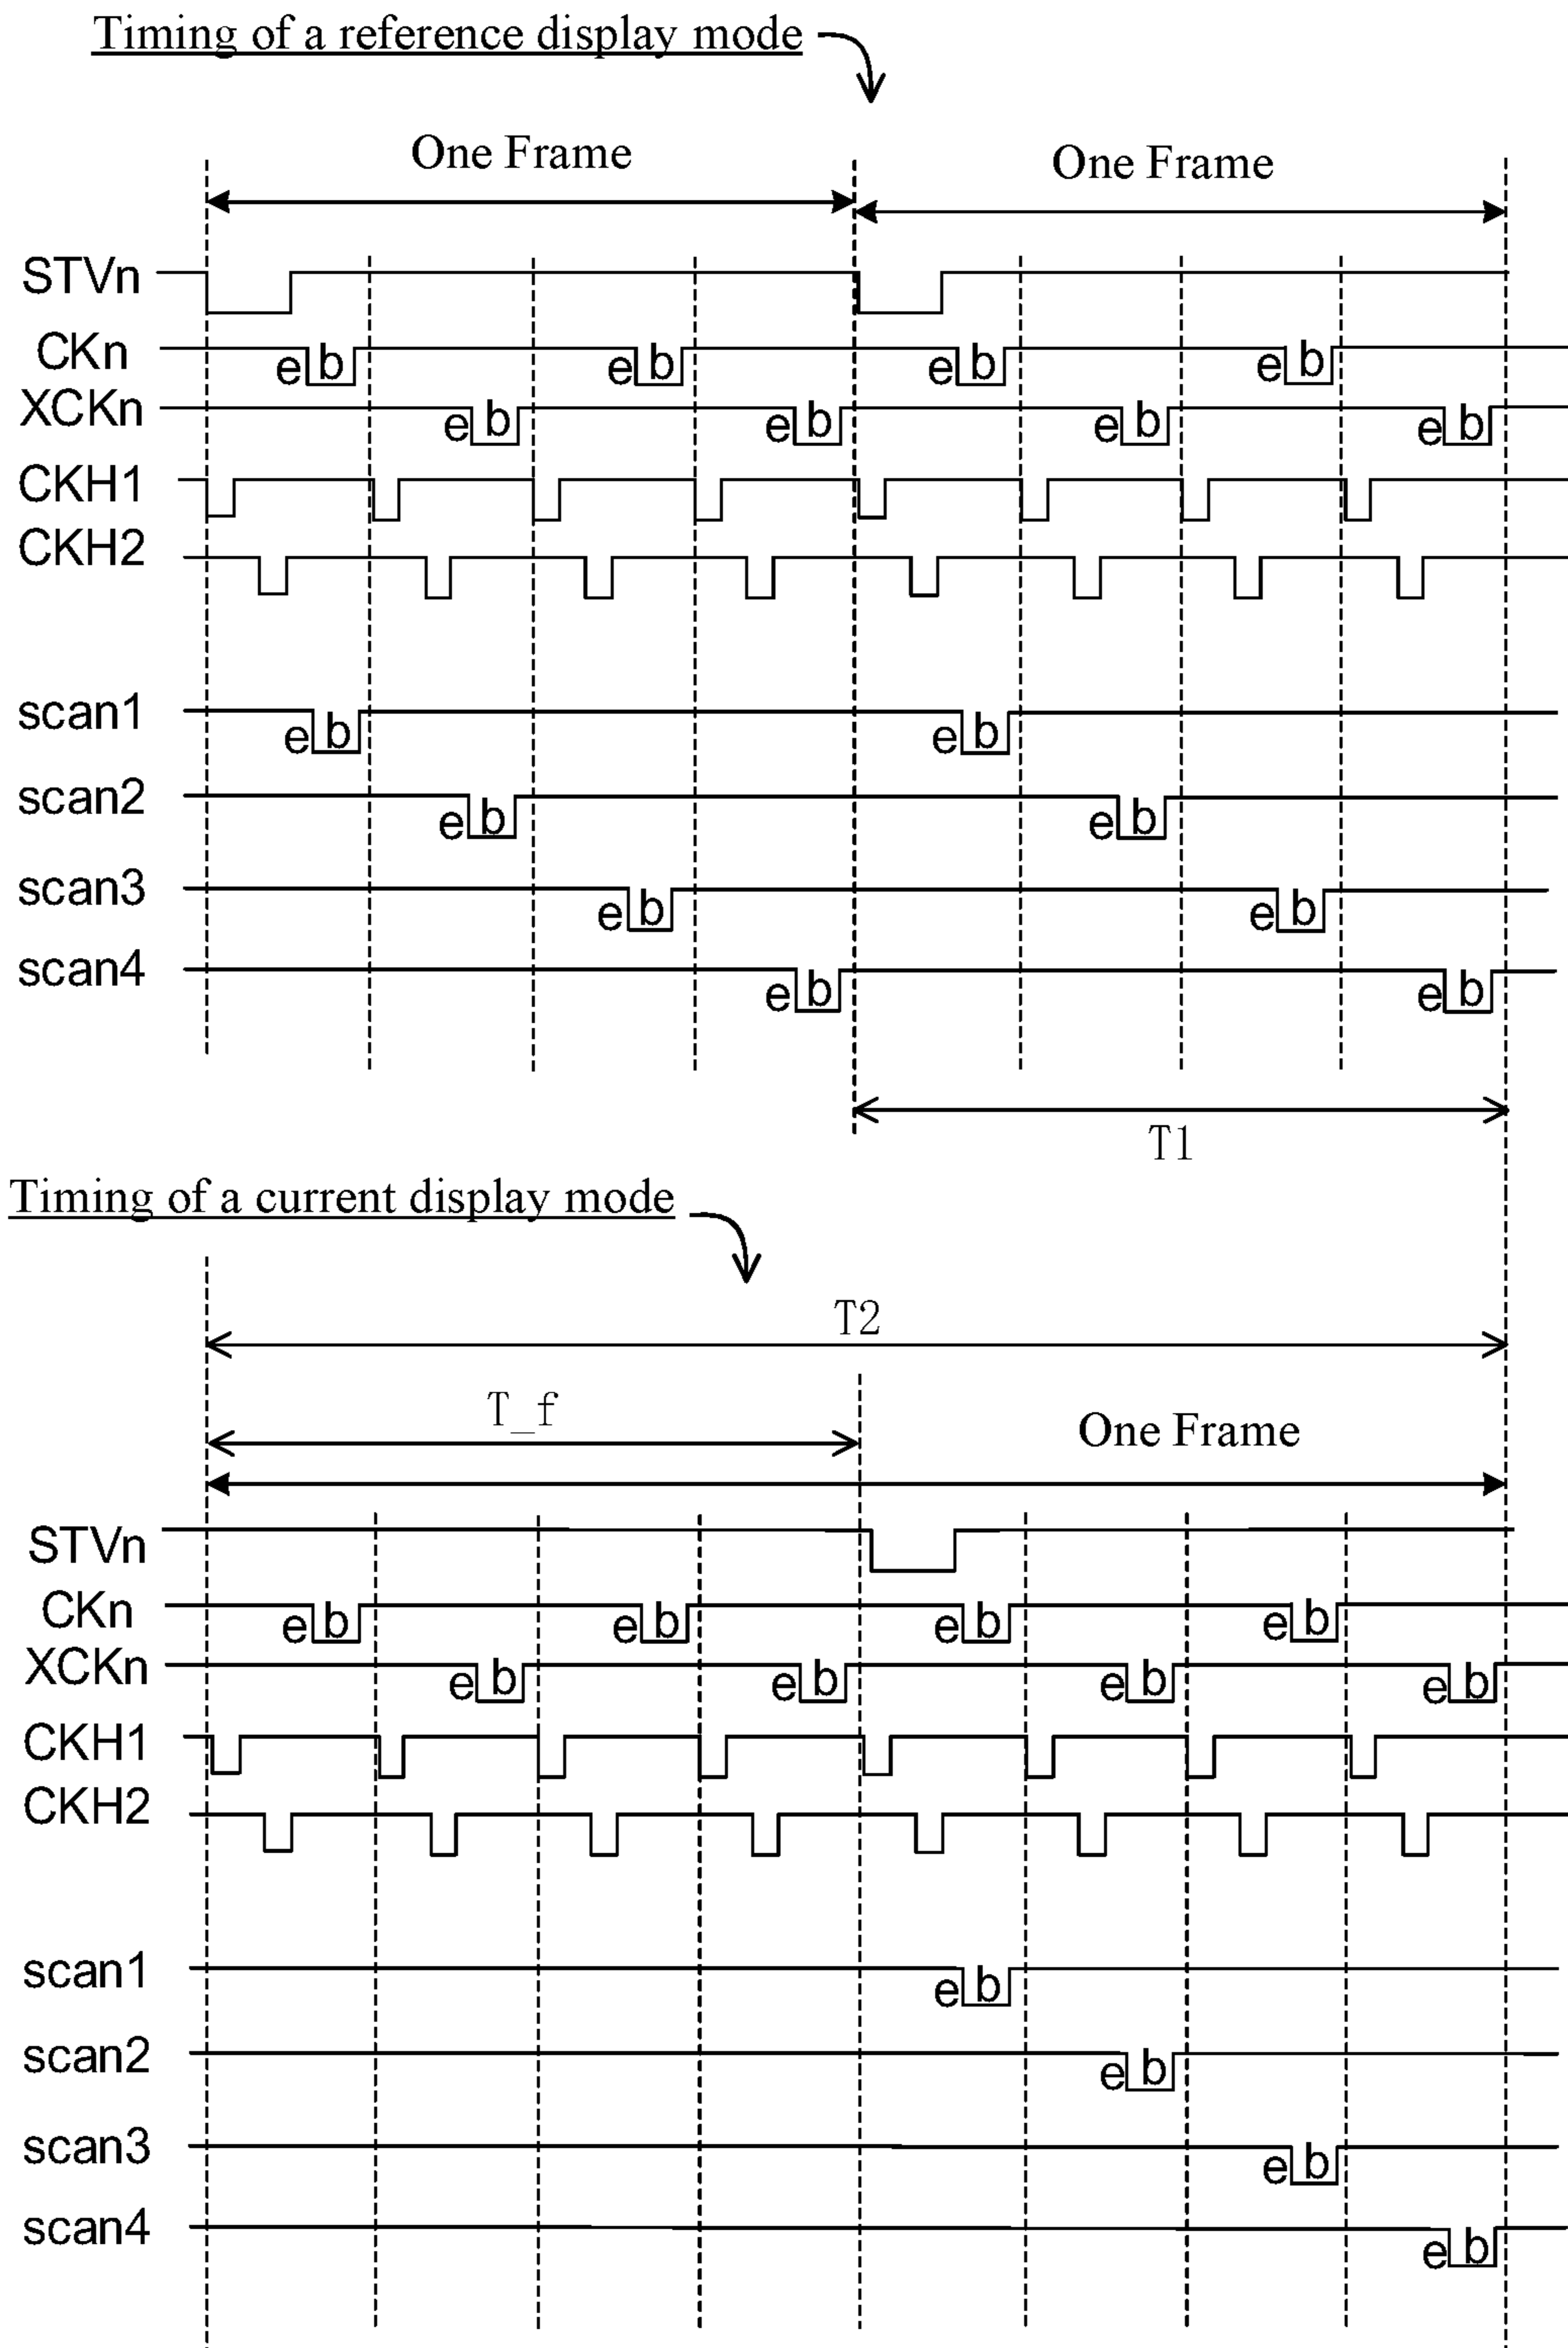 Timing of a reference display mode
One Frame One Frame
STVn
CKn e b e b e b e b
XCKn e b e b e b e b
CKH1
CKH2
scan1 e b e b
scan2 e b e b
scan3 e b e b
scan4 e b e b
T1
Timing of a current display mode
T2
T_f One Frame
STVn
CKn e b e b e b e b
XCKn e b e b e b e b
CKH1
CKH2
scan1 e b
scan2 e b
scan3 e b
scan4 e b